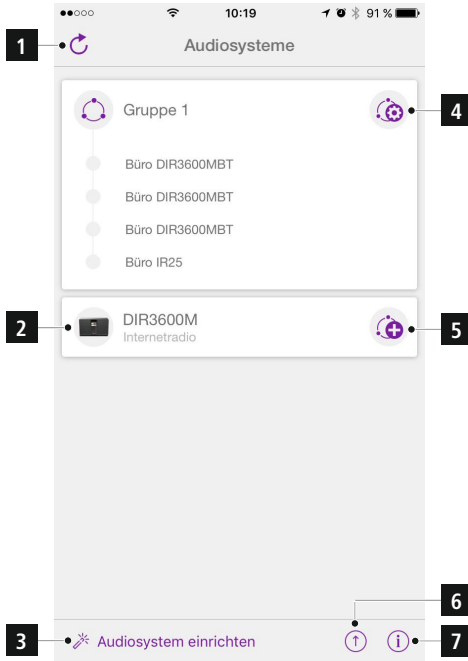 10:19
91 %
1
Audiosysteme
Gruppe 1
4
Büro DIR3600MBT
Büro DIR3600MBT
Büro DIR3600MBT
Büro IR25
2
DIR3600M
Internetradio
5
6
3
Audiosystem einrichten
7